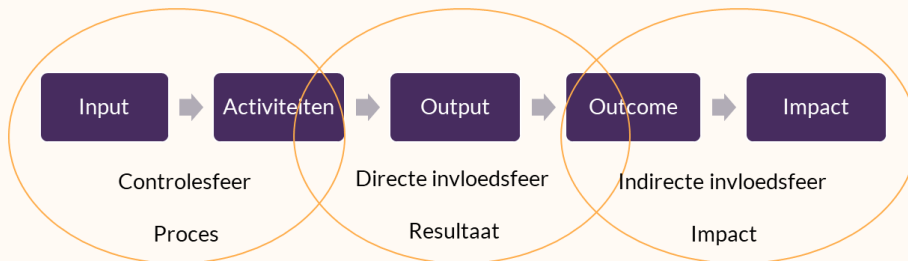 Input Activiteiten Output Outcome Impact
Controlesfeer Directe invloedsfeer Indirecte invloedsfeer
Proces Resultaat Impact